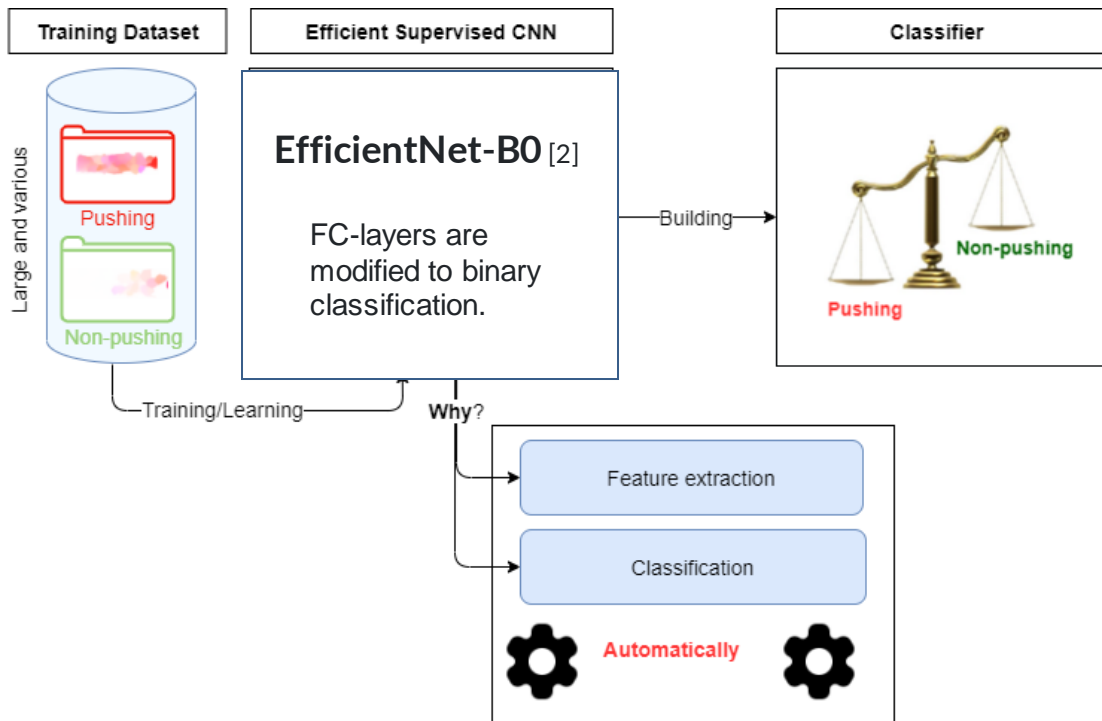 Training Dataset
Efficient Supervised CNN
Classifier
Large and various
Pushing
Non-pushing
EfficientNet-B0 [2]
FC-layers are
modified to binary
classification.
Building
Non-pushing
Pushing
Training/Learning
Why?
Feature extraction
Classification
Automatically